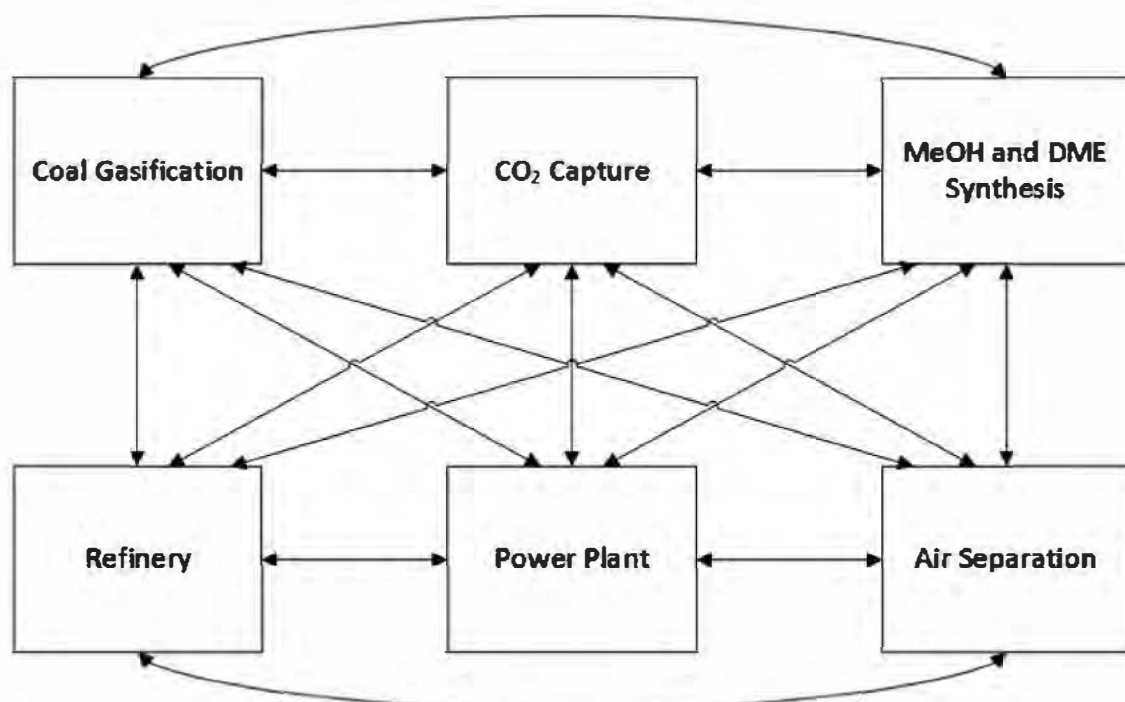 Coal Gasification
CO₂ Capture
MeOH and DME
Synthesis
Refinery
Power Plant
Air Separation